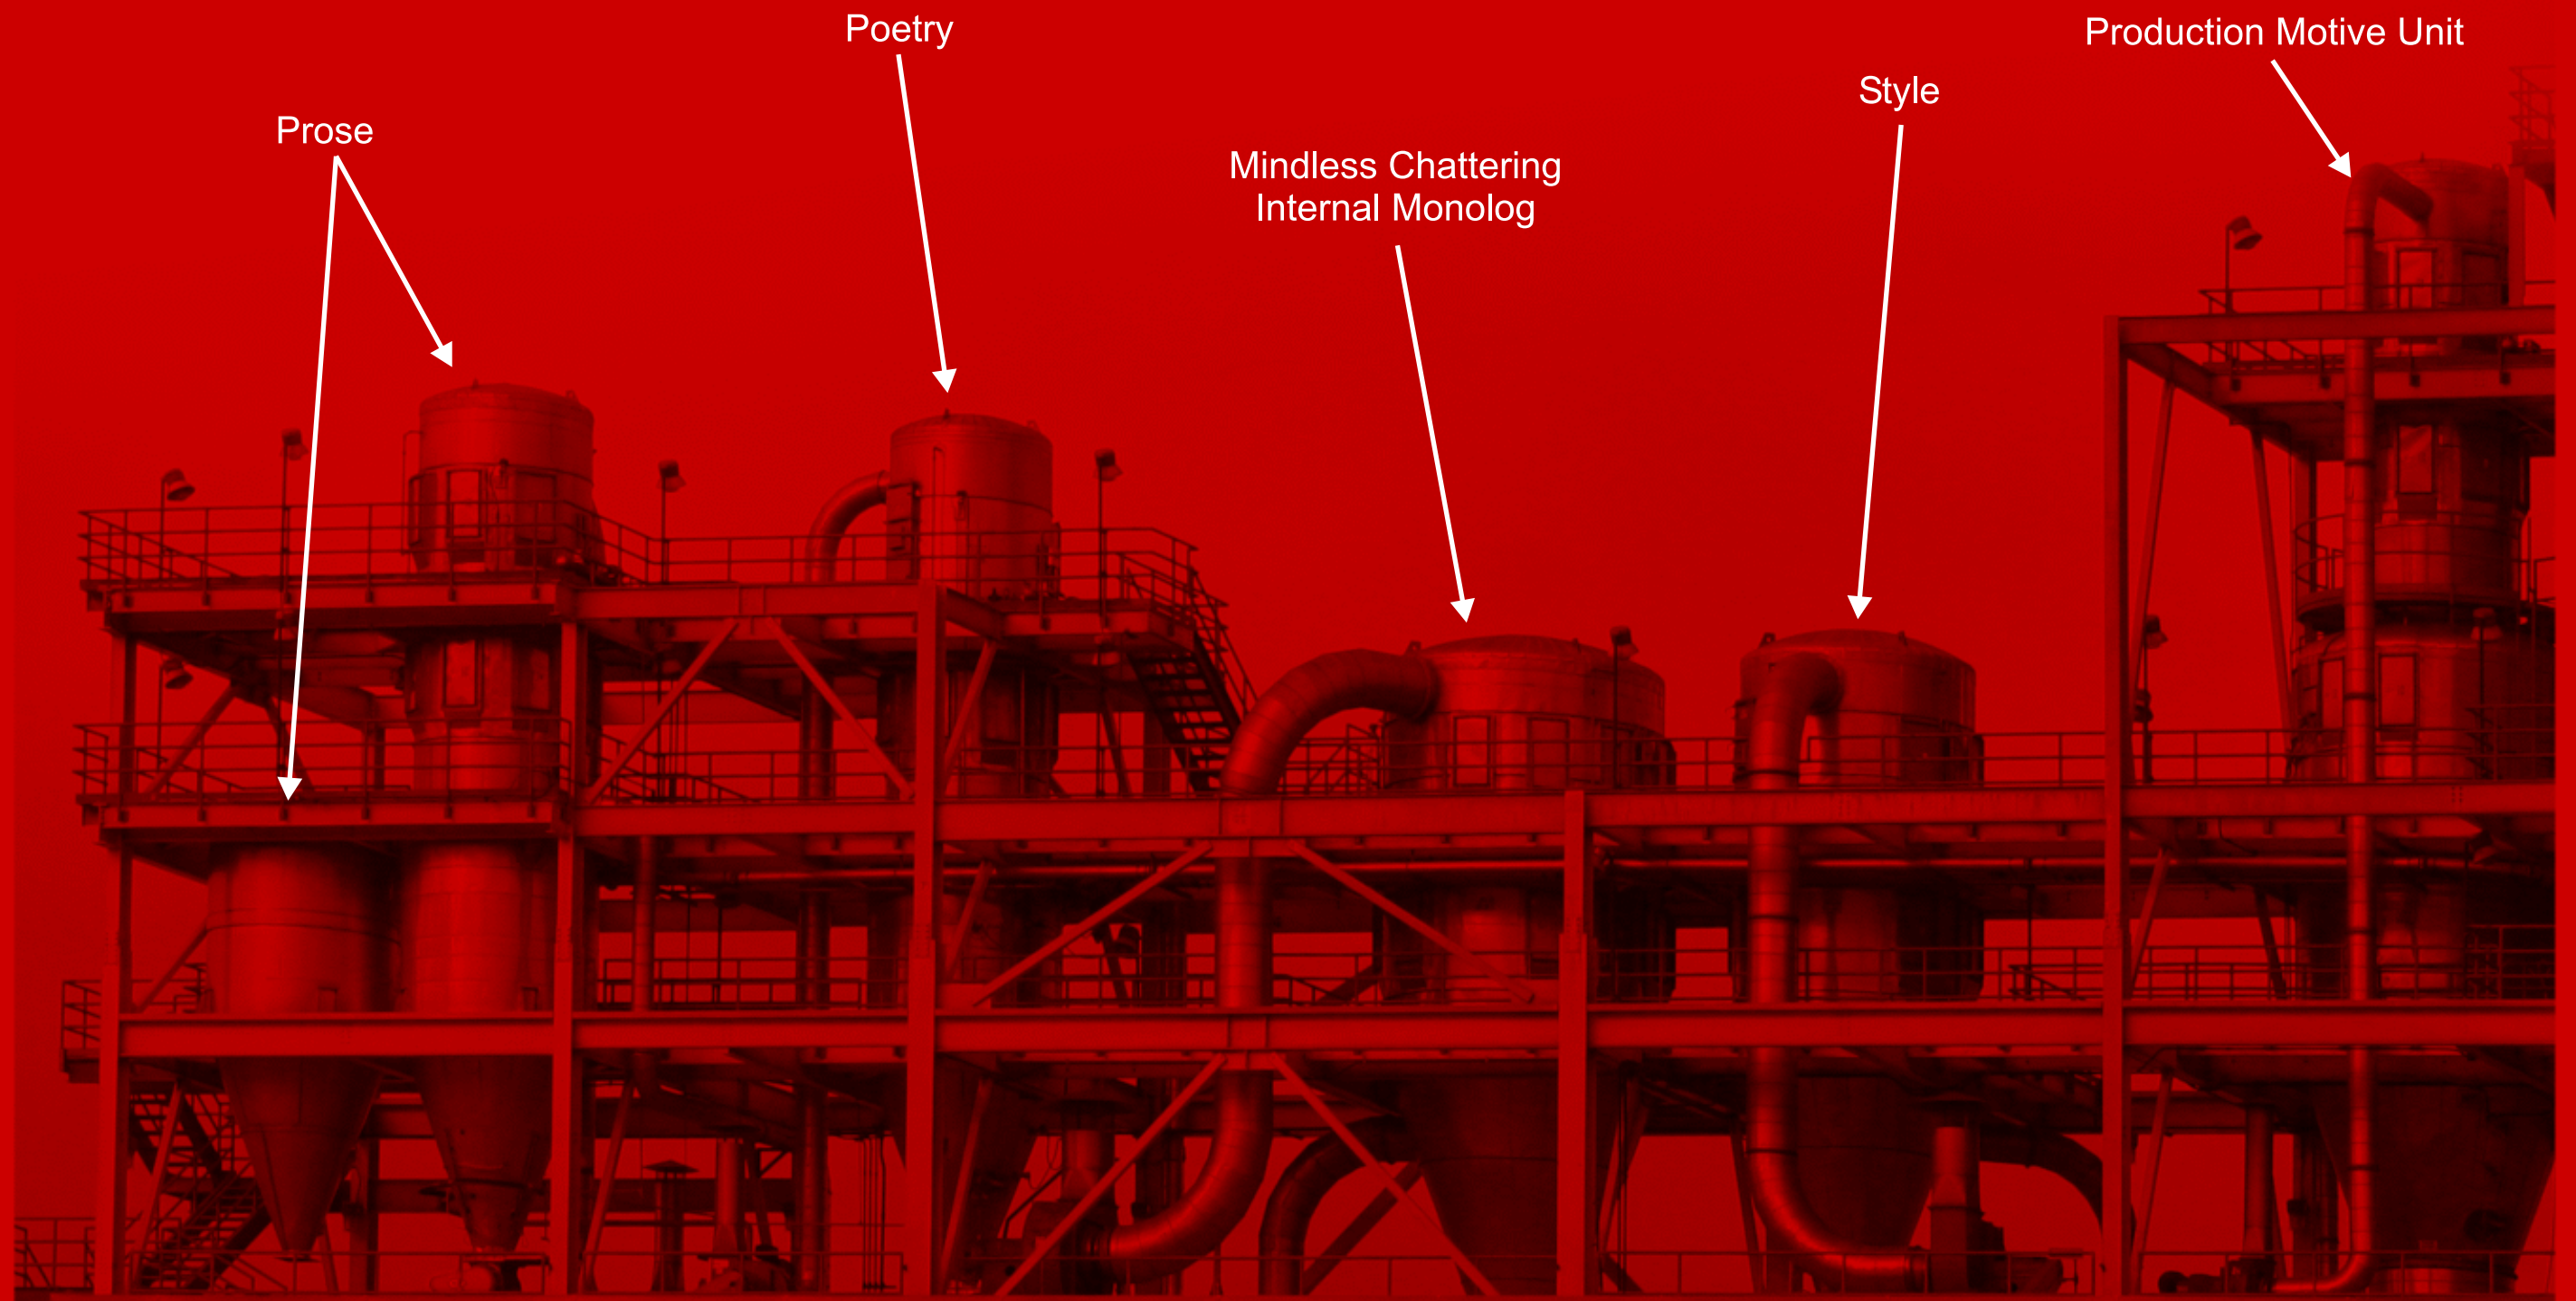 Poetry
Production Motive Unit
Style
Prose
Mindless Chattering
Internal Monolog